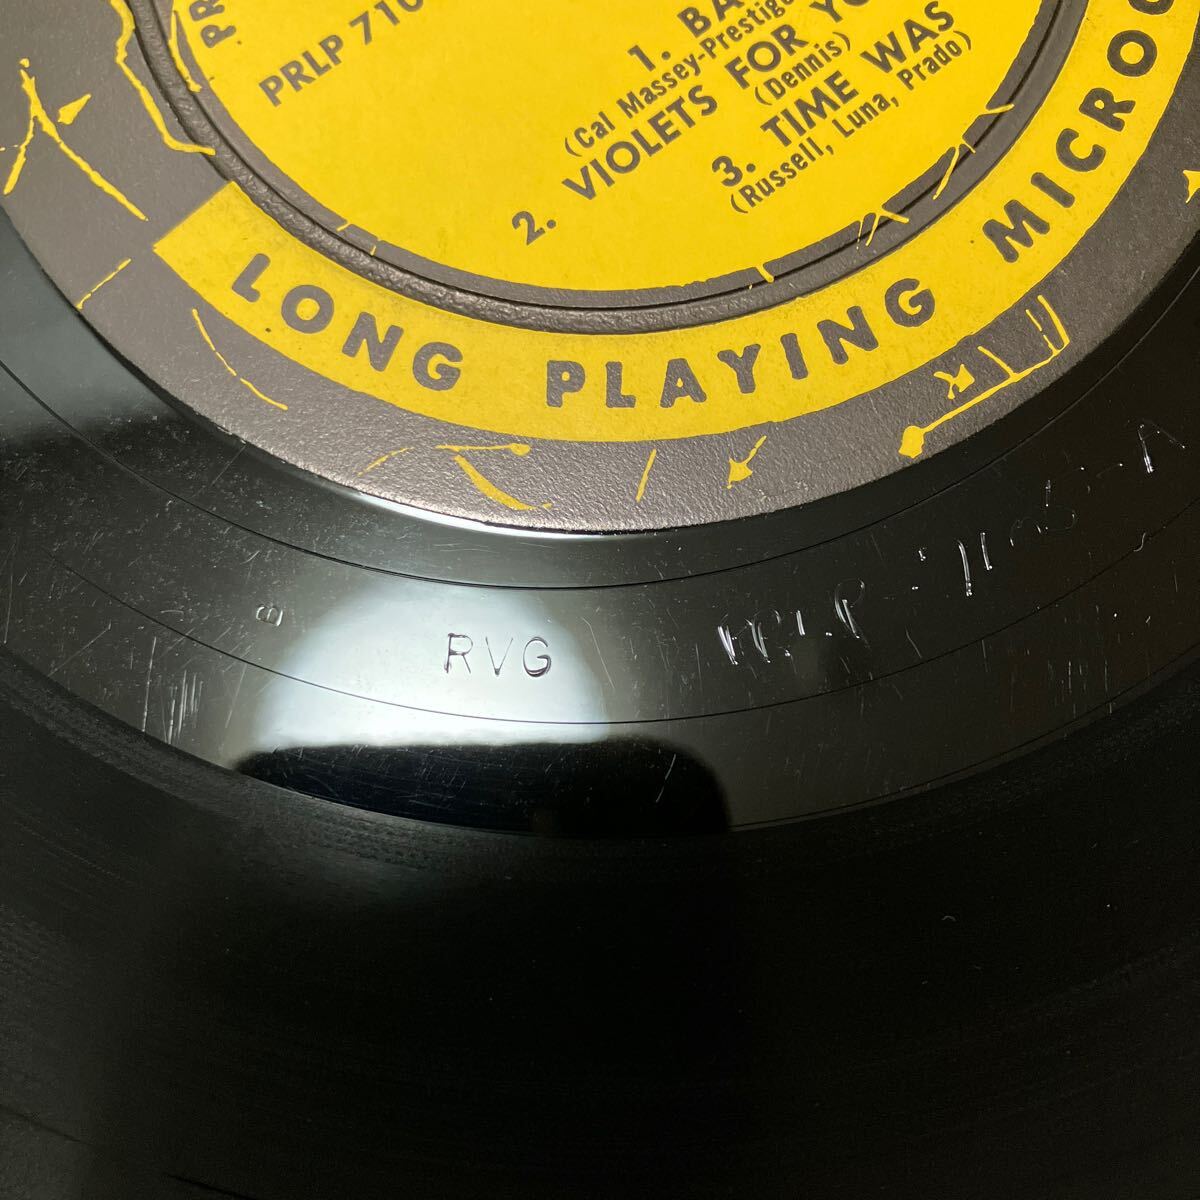 PRLP 710
1. BA
(Cal Massey-Prestige
2. VIOLETS FOR YO
(Dennis)
3. TIME WAS
(Russell, Luna, Prado)
LONG PLAYING MICRO
B
RVG